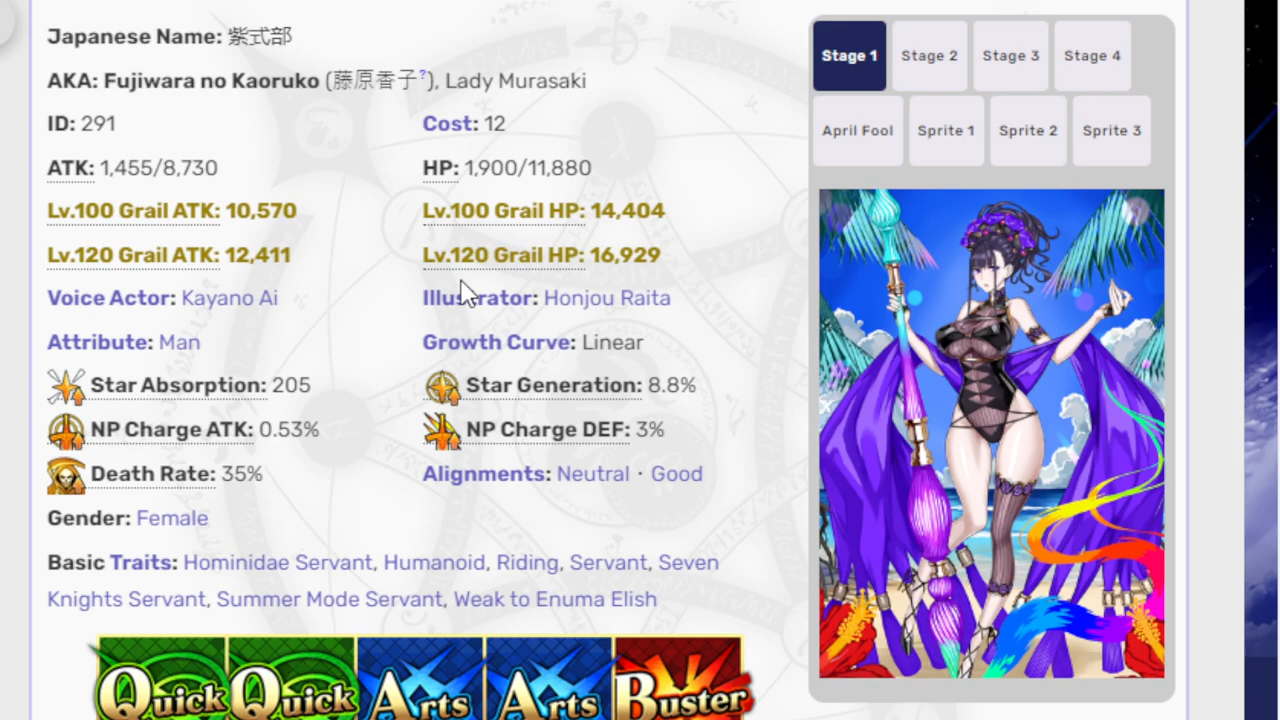 Japanese Name: 紫式部
AKA: Fujiwara no Kaoruko (藤原香子?), Lady Murasaki
ID: 291
Cost: 12
ATK: 1,455/8,730
HP: 1,900/11,880
Lv.100 Grail ATK: 10,570
Lv.100 Grail HP: 14,404
Lv.120 Grail ATK: 12,411
Lv.120 Grail HP: 16,929
Voice Actor: Kayano Ai
Illustrator: Honjou Raita
Attribute: Man
Growth Curve: Linear
Star Absorption: 205
Star Generation: 8.8%
NP Charge ATK: 0.53%
NP Charge DEF: 3%
Death Rate: 35%
Alignments: Neutral · Good
Gender: Female
Basic Traits: Hominidae Servant, Humanoid, Riding, Servant, Seven
Knights Servant, Summer Mode Servant, Weak to Enuma Elish
Quick Quick Arts Arts Buster
Stage 1 Stage 2 Stage 3 Stage 4
April Fool Sprite 1 Sprite 2 Sprite 3